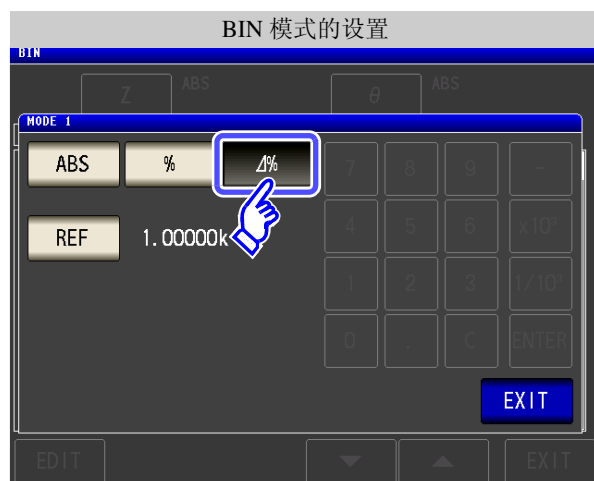 BIN 模式的设置
BIN
Z ABS θ ABS
MODE 1
ABS % Δ% 7 8 9 -
REF 1.00000k 4 5 6 x10³
1 2 3 1/10³
0 . C ENTER
EXIT
EDIT EXIT